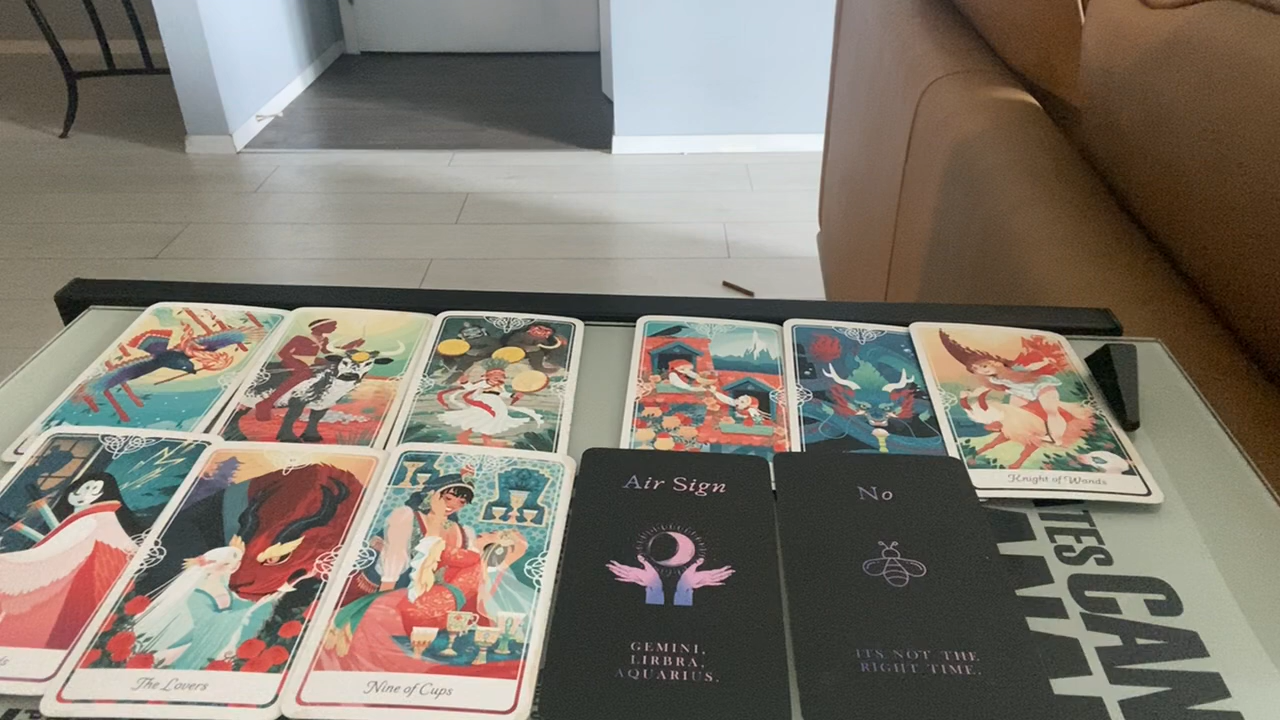 Knight of Wands
Air Sign
No
GEMINI,
LIRBRA,
AQUARIUS.
ITS NOT THE
RIGHT TIME.
The Lovers
Nine of Cups
CAN